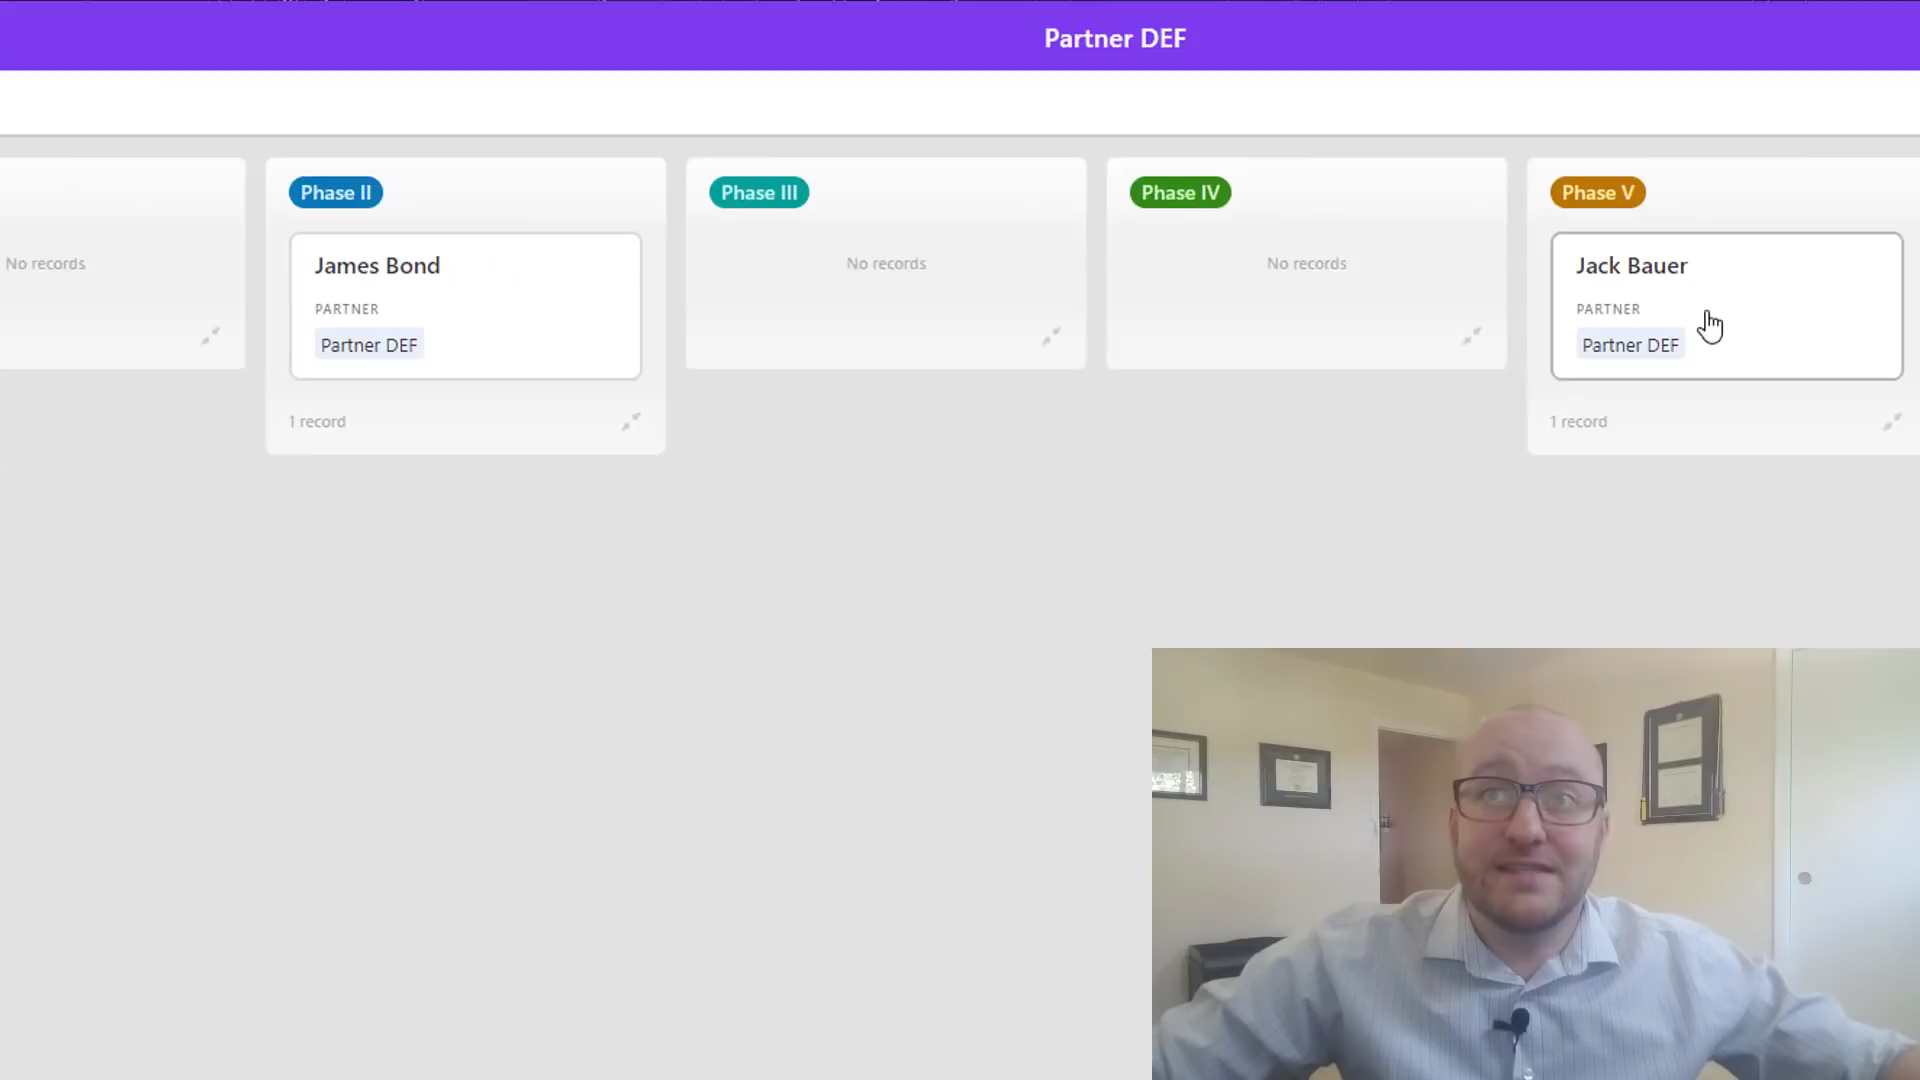 Partner DEF
No records
Phase II
James Bond
PARTNER
Partner DEF
1 record
Phase III
No records
Phase IV
No records
Phase V
Jack Bauer
PARTNER
Partner DEF
1 record